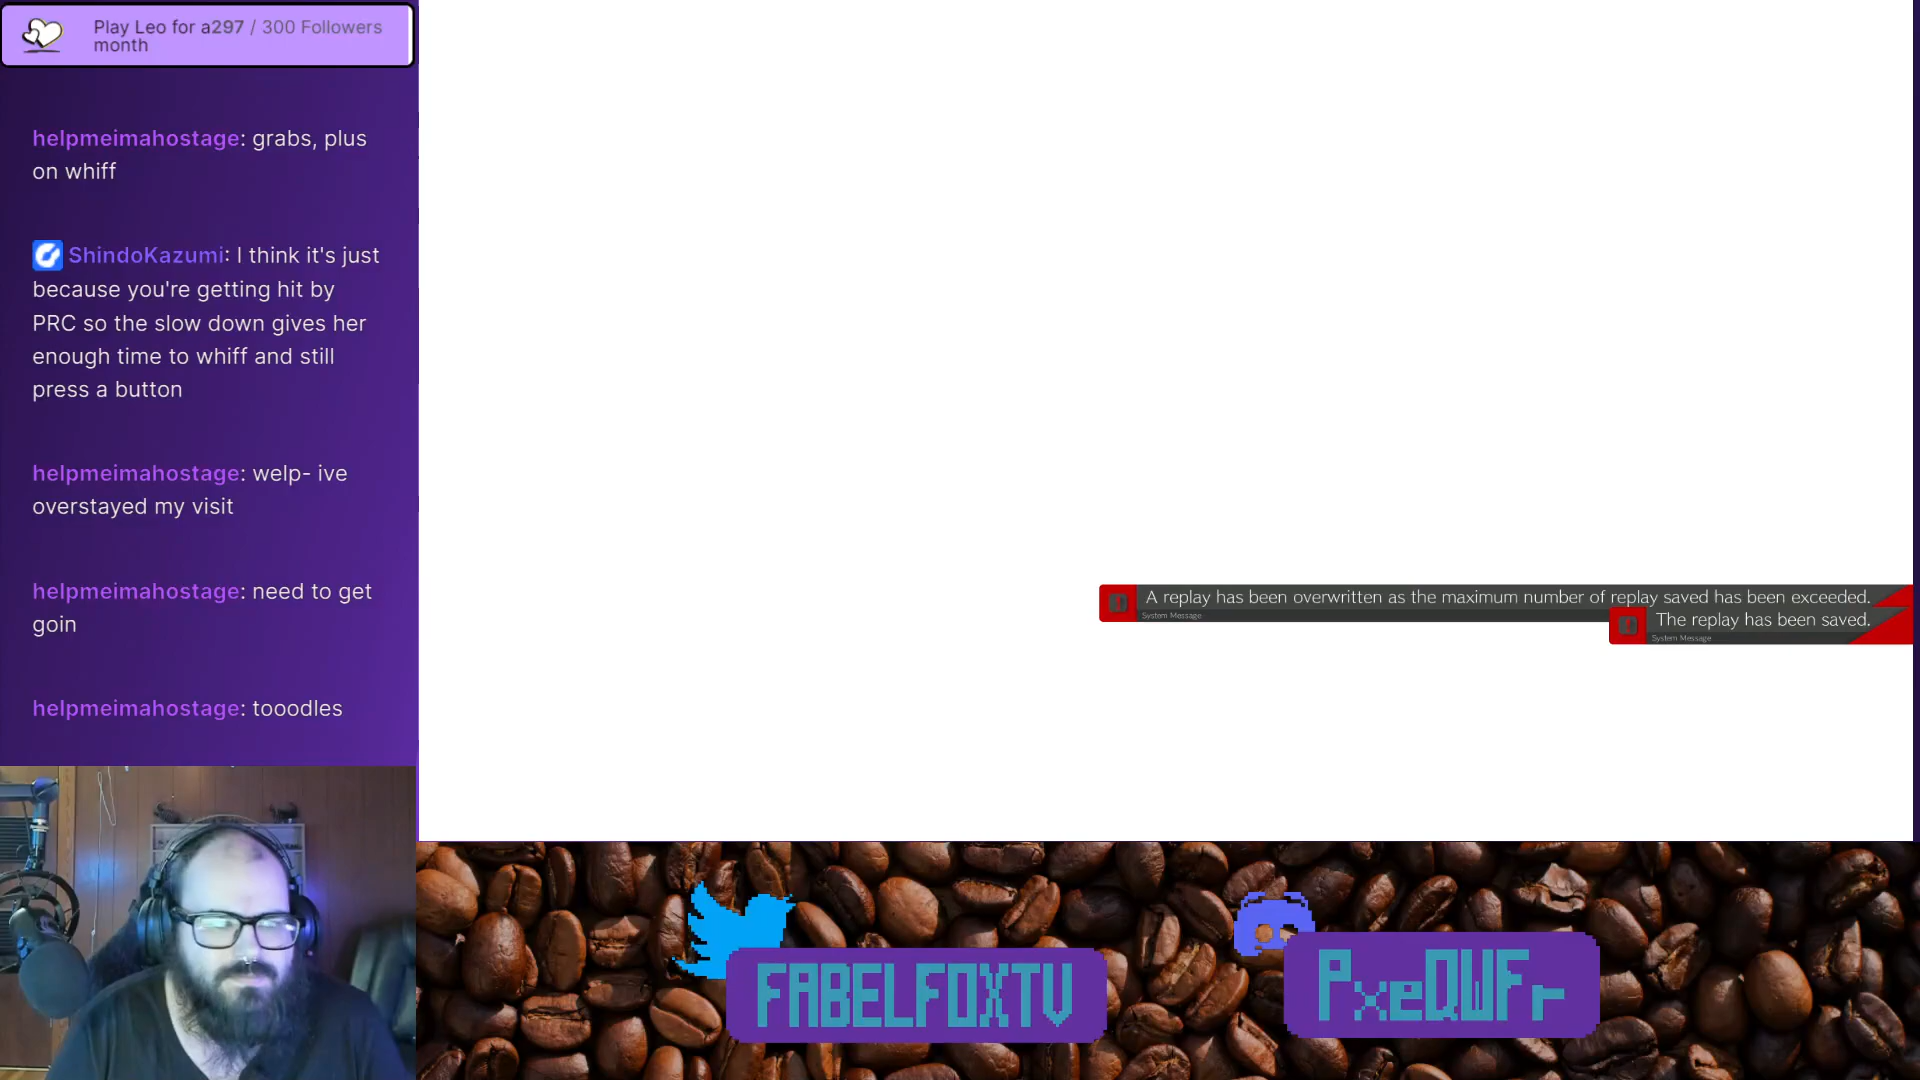 Play Leo for a297 / 300 Followers
month
helpmeimahostage: grabs, plus
on whiff
ShindoKazumi: I think it's just
because you're getting hit by
PRC so the slow down gives her
enough time to whiff and still
press a button
helpmeimahostage: welp- ive
overstayed my visit
helpmeimahostage: need to get
goin
helpmeimahostage: tooodles
A replay has been overwritten as the maximum number of replay saved has been exceeded.
System Message
The replay has been saved.
System Message
FABELFOXTV
PxeQWFr